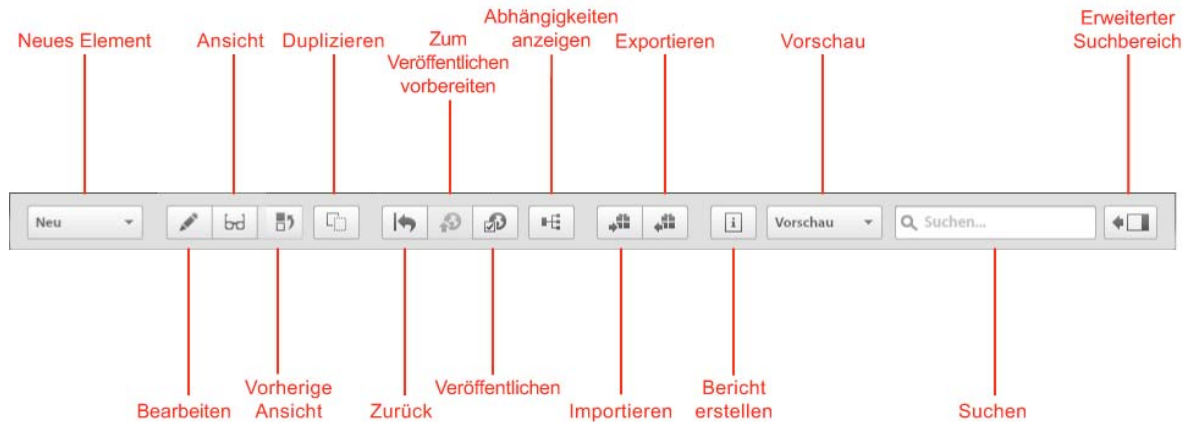 Neues Element
Ansicht
Duplizieren
Zum
Veröffentlichen
vorbereiten
Abhängigkeiten
anzeigen
Exportieren
Vorschau
Erweiterter
Suchbereich
Neu
Vorschau
Suchen...
Bearbeiten
Vorherige
Ansicht
Zurück
Veröffentlichen
Importieren
Bericht
erstellen
Suchen